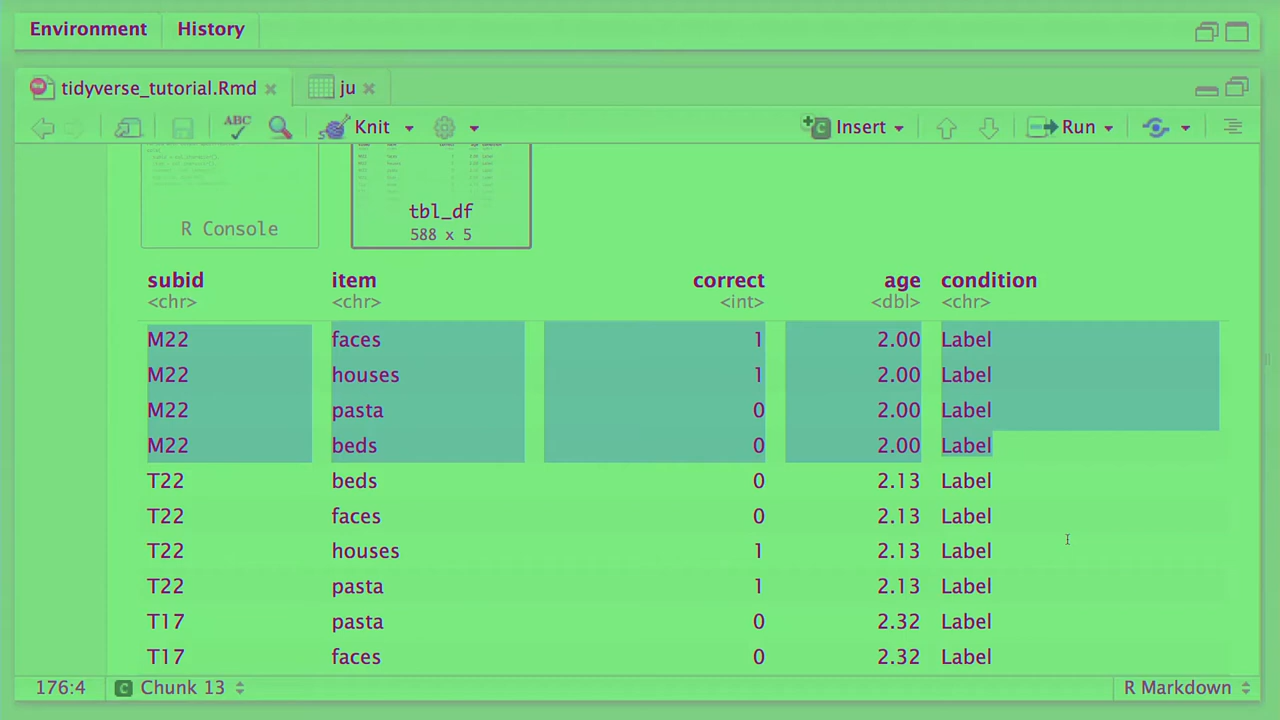 Environment History
tidyverse_tutorial.Rmd ju
ABC Knit Insert Run
R Console
tbl_df
588 x 5
subid item correct age condition
<chr> <chr> <int> <dbl> <chr>
M22 faces 1 2.00 Label
M22 houses 1 2.00 Label
M22 pasta 0 2.00 Label
M22 beds 0 2.00 Label
T22 beds 0 2.13 Label
T22 faces 0 2.13 Label
T22 houses 1 2.13 Label
T22 pasta 1 2.13 Label
T17 pasta 0 2.32 Label
T17 faces 0 2.32 Label
176:4 C Chunk 13 R Markdown